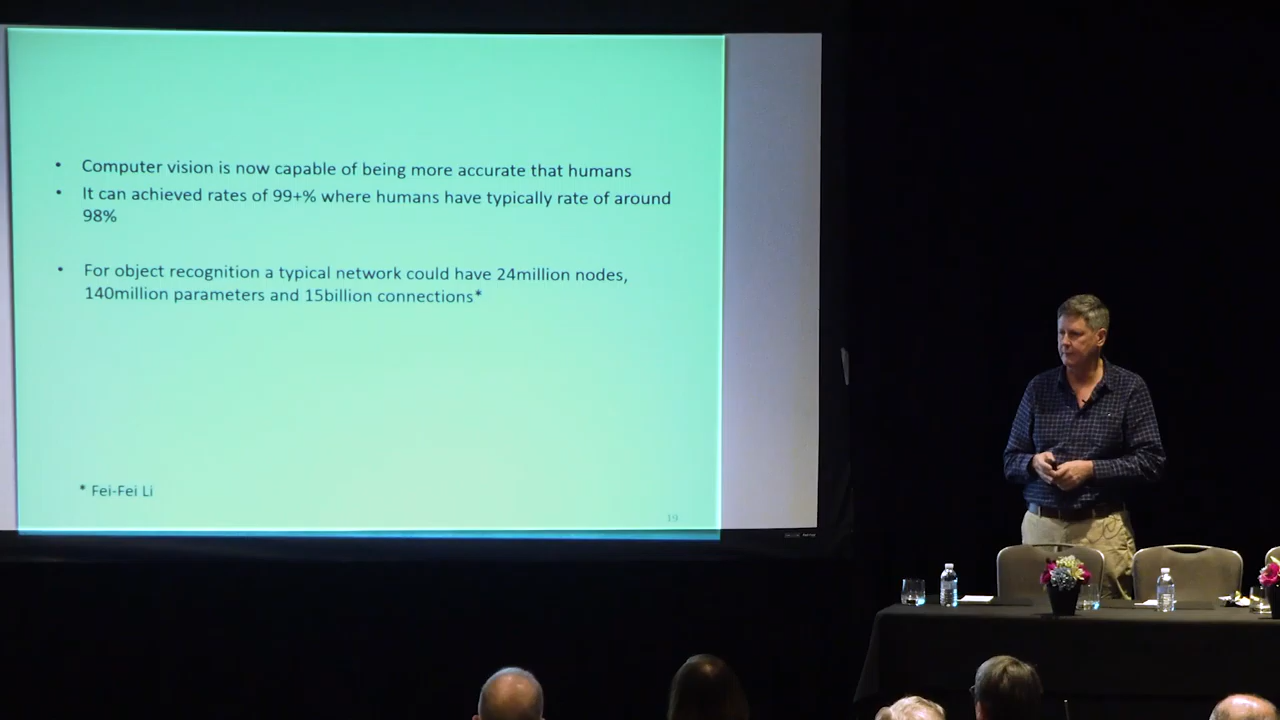 • Computer vision is now capable of being more accurate that humans
• It can achieved rates of 99+% where humans have typically rate of around
98%
• For object recognition a typical network could have 24million nodes,
140million parameters and 15billion connections*
* Fei-Fei Li
19